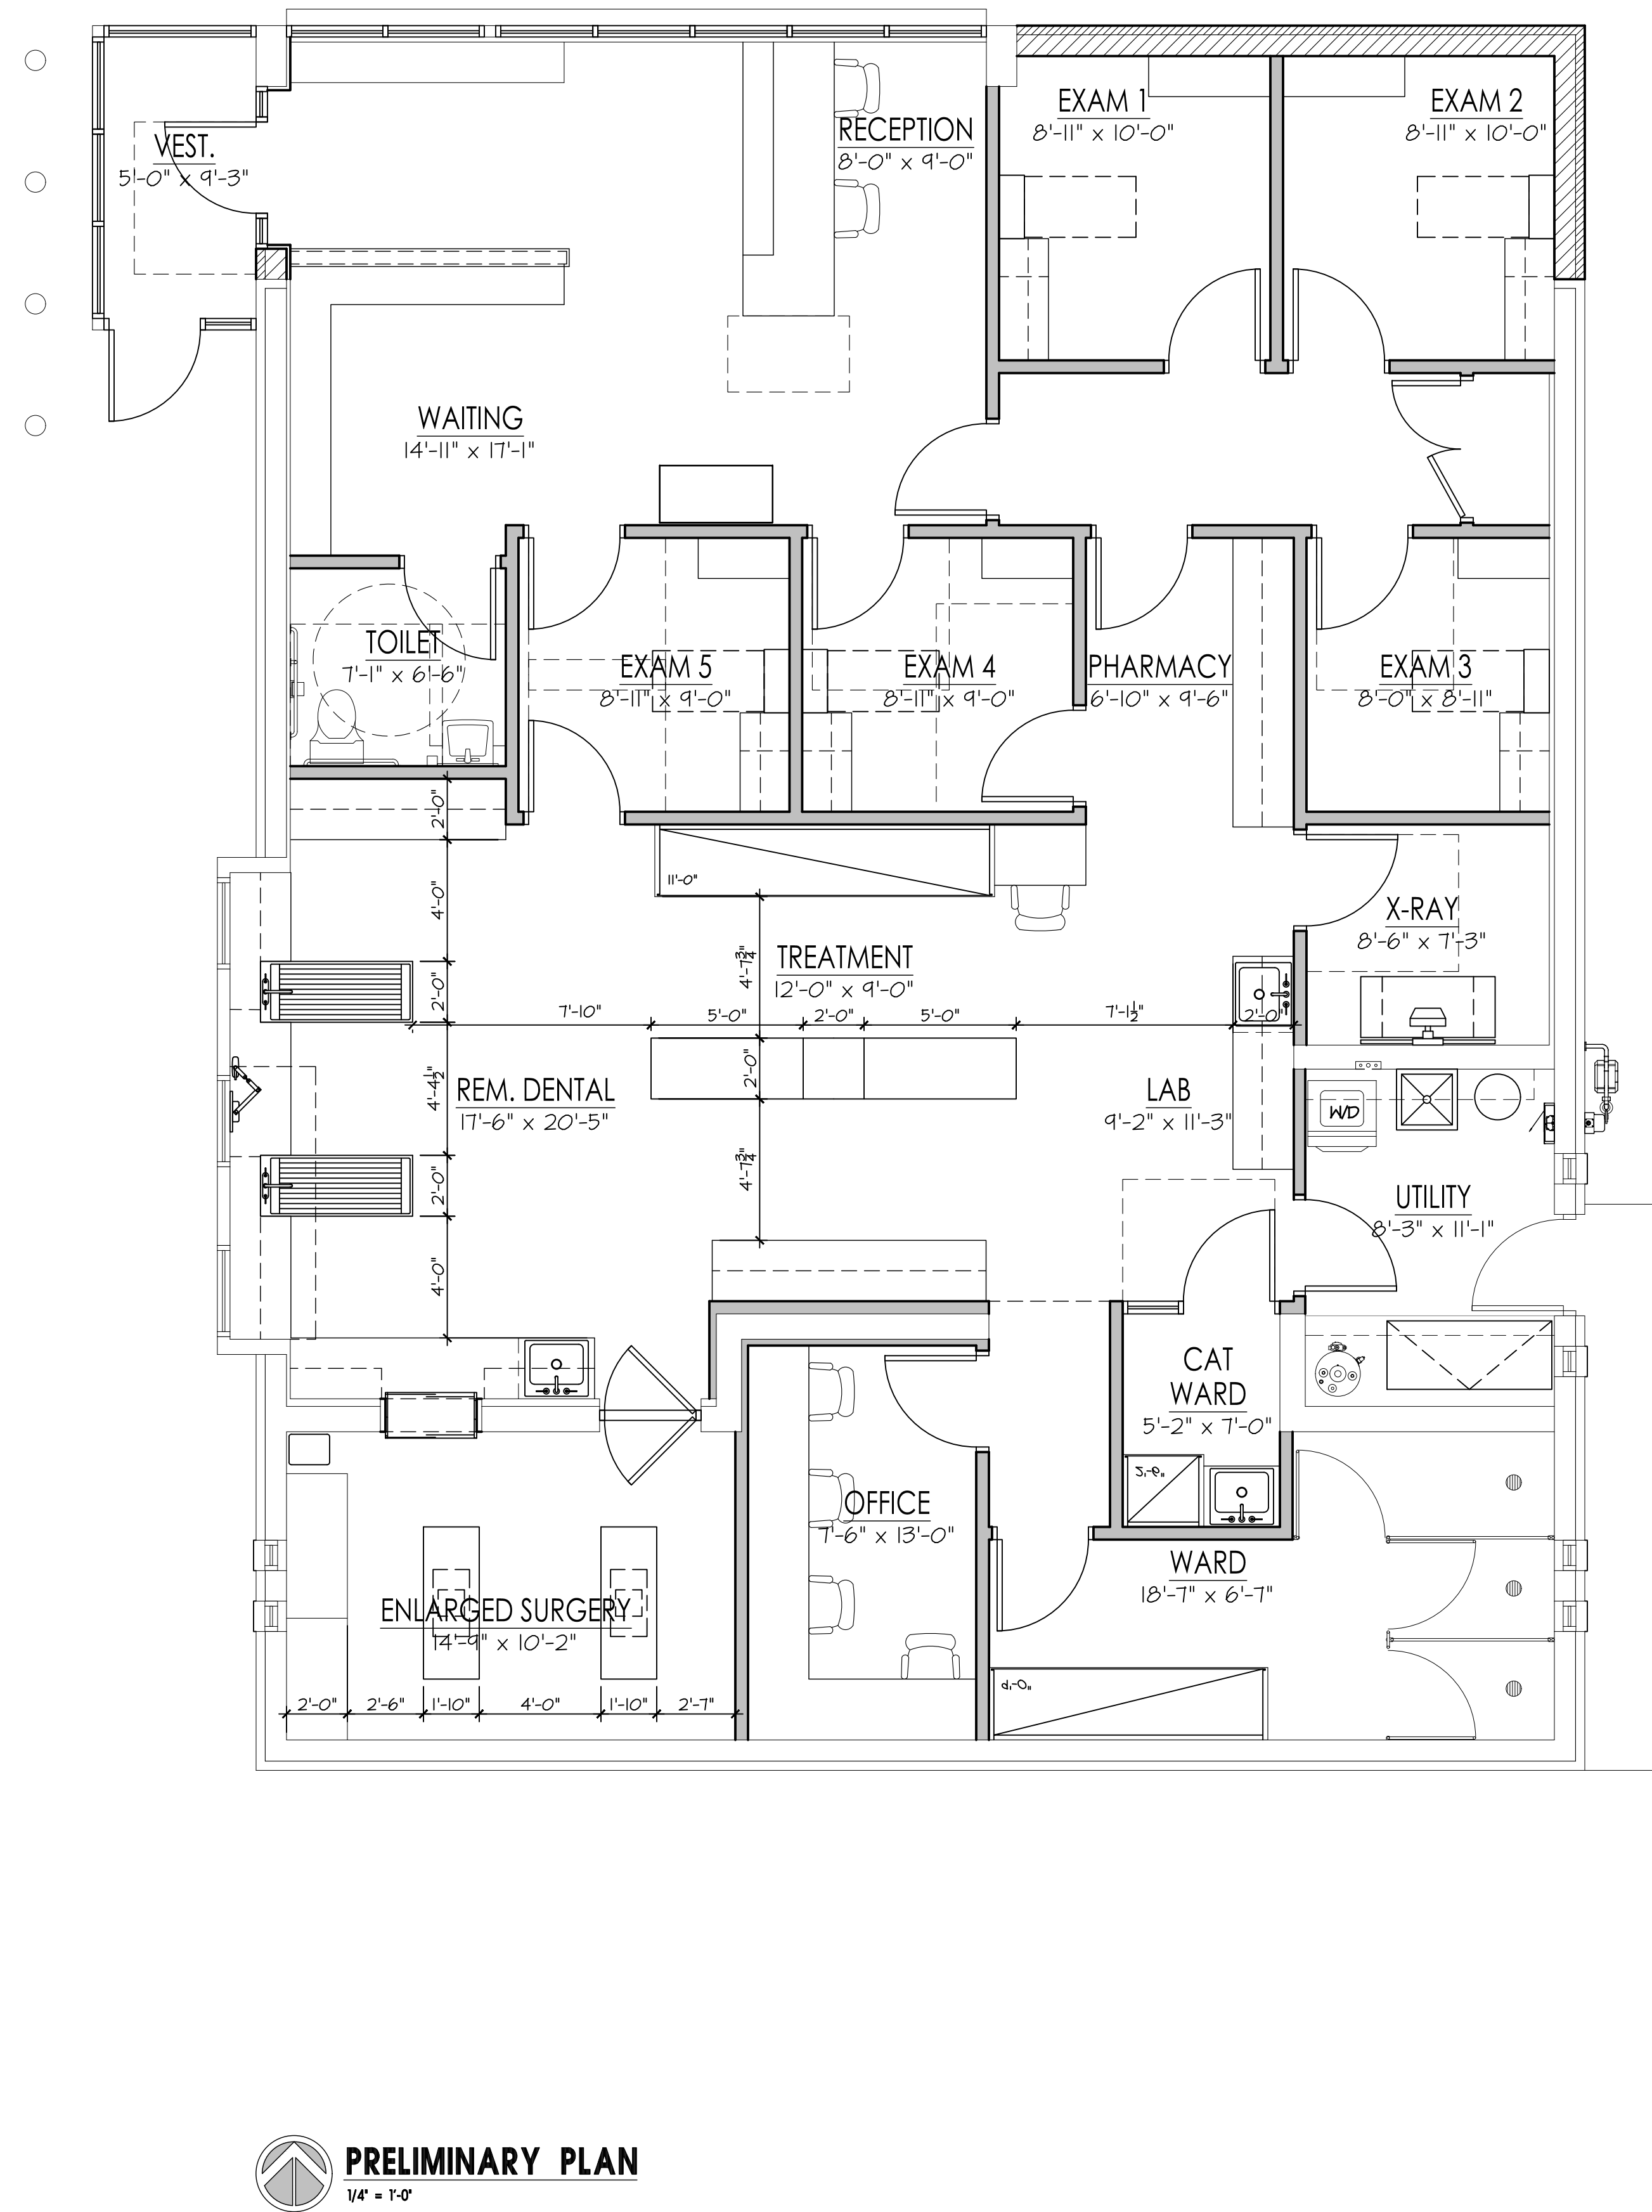 EXAM 1
8'-11" x 10'-0"
EXAM 2
8'-11" x 10'-0"
RECEPTION
8'-0" x 9'-0"
VEST.
5'-0" x 9'-3"
WAITING
14'-11" x 17'-1"
TOILET
7'-1" x 6'-6"
EXAM 5
8'-11" x 9'-0"
EXAM 4
8'-11" x 9'-0"
PHARMACY
6'-10" x 9'-6"
EXAM 3
8'-0" x 8'-11"
2'-0"
11'-0"
4'-0"
X-RAY
8'-6" x 7'-3"
TREATMENT
12'-0" x 9'-0"
4'-7¾"
2'-0"
7'-10"
5'-0"
2'-0"
5'-0"
7'-1½"
2'-0"
4'-4½"
REM. DENTAL
17'-6" x 20'-5"
2'-0"
LAB
9'-2" x 11'-3"
W/D
4'-7¾"
2'-0"
UTILITY
8'-3" x 11'-1"
4'-0"
CAT
WARD
5'-2" x 7'-0"
2'-6"
OFFICE
7'-6" x 13'-0"
WARD
18'-7" x 6'-7"
ENLARGED SURGERY
14'-9" x 10'-2"
2'-0"
2'-6"
1'-10"
4'-0"
1'-10"
2'-7"
PRELIMINARY PLAN
1/4" = 1'-0"